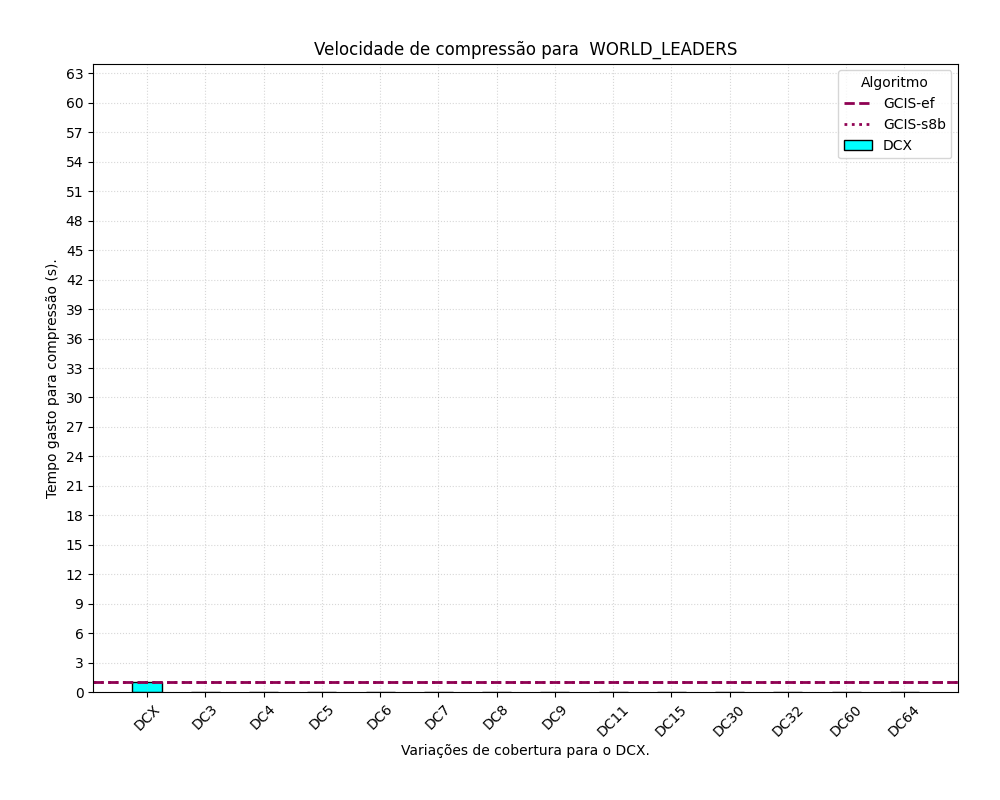 Velocidade de compressão para  WORLD_LEADERS
Algoritmo
GCIS-ef
GCIS-s8b
DCX
63
60
57
54
51
48
45
42
39
36
33
30
27
24
21
18
15
12
9
6
3
0
Tempo gasto para compressão (s).
DCX
DC3
DC4
DC5
DC6
DC7
DC8
DC9
DC11
DC15
DC30
DC32
DC60
DC64
Variações de cobertura para o DCX.